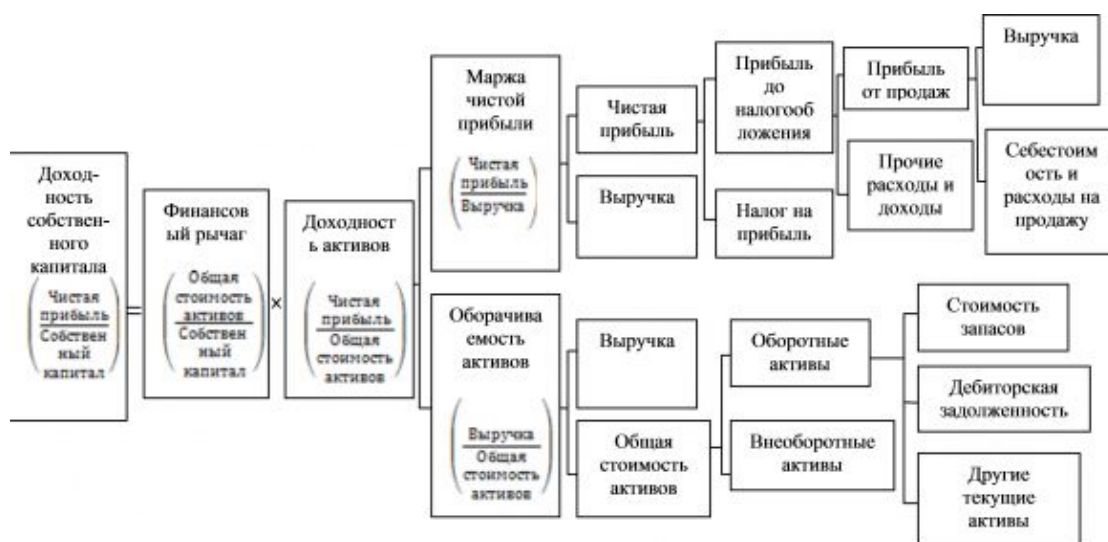 Доход-
ность
собствен-
ного
капитала
Чистая
прибыль
Собствен
ный
капитал
=
Финансов
ый рычаг
Общая
стоимость
активов
Собствен
ный
капитал
×
Доходност
ь активов
Чистая
прибыль
Общая
стоимость
активов
Маржа
чистой
прибыли
Чистая
прибыль
Выручка
Чистая
прибыль
Выручка
Прибыль
до
налогооб
ложения
Налог на
прибыль
Прибыль
от продаж
Прочие
расходы и
доходы
Выручка
Себестоим
ость и
расходы на
продажу
Оборачива
емость
активов
Выручка
Общая
стоимость
активов
Выручка
Общая
стоимость
активов
Оборотные
активы
Внеоборотные
активы
Стоимость
запасов
Дебиторская
задолженность
Другие
текущие
активы